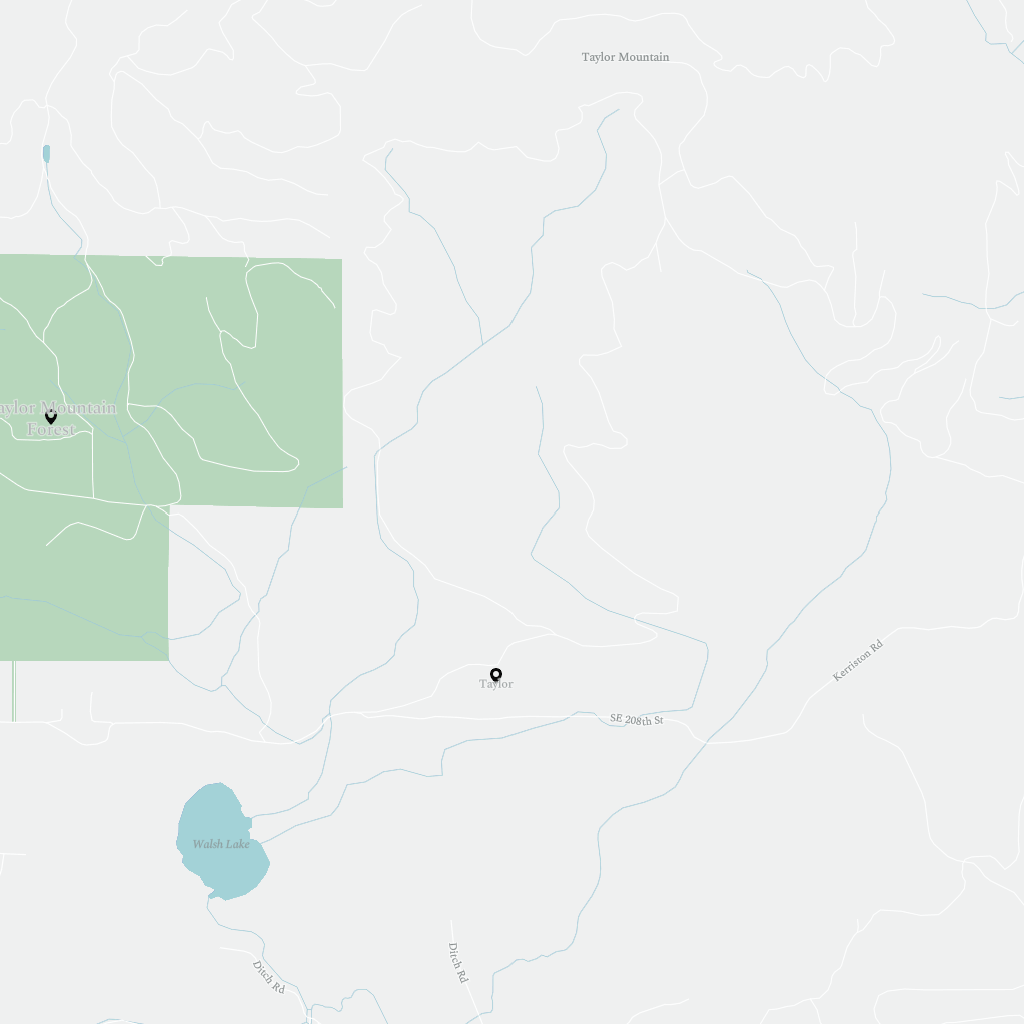 Taylor Mountain
aylor Mountain
Forest
Kerriston Rd
Taylor
SE 208th St
Walsh Lake
Ditch Rd
Ditch Rd